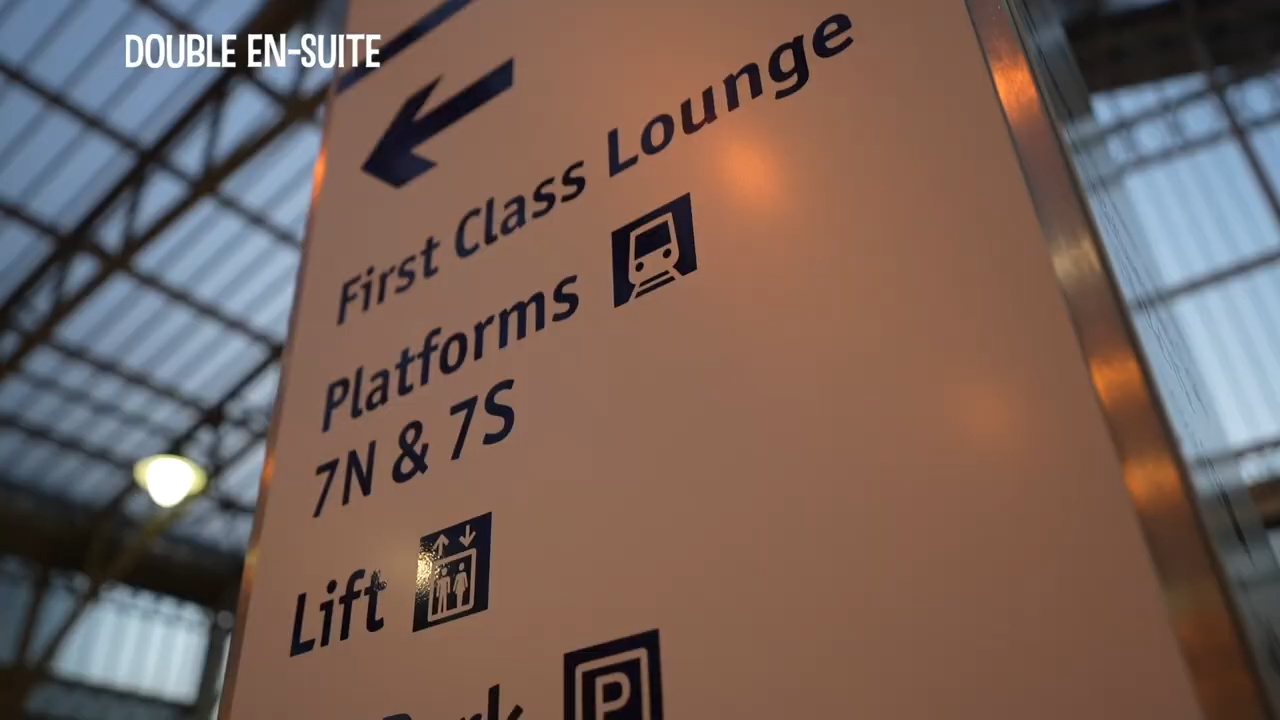 DOUBLE EN-SUITE
First Class Lounge
Platforms
7N & 7S
Lift
P